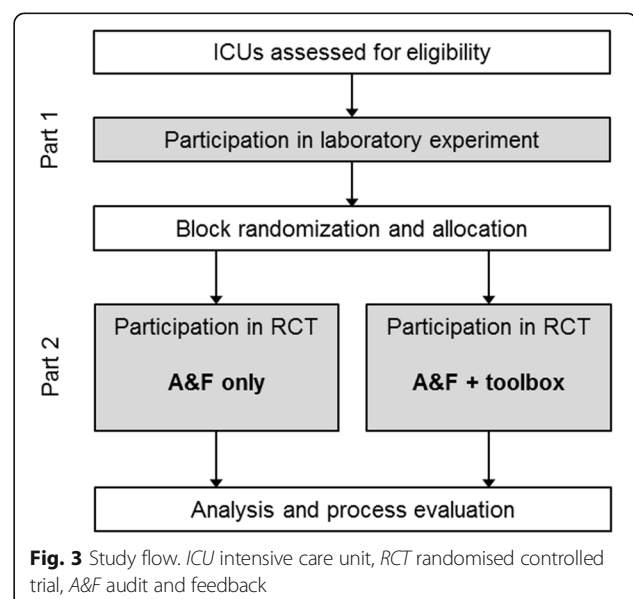 ICUs assessed for eligibility
Part 1
Participation in laboratory experiment
Block randomization and allocation
Part 2
Participation in RCT
A&F only
Participation in RCT
A&F + toolbox
Analysis and process evaluation
Fig. 3 Study flow. ICU intensive care unit, RCT randomised controlled
trial, A&F audit and feedback